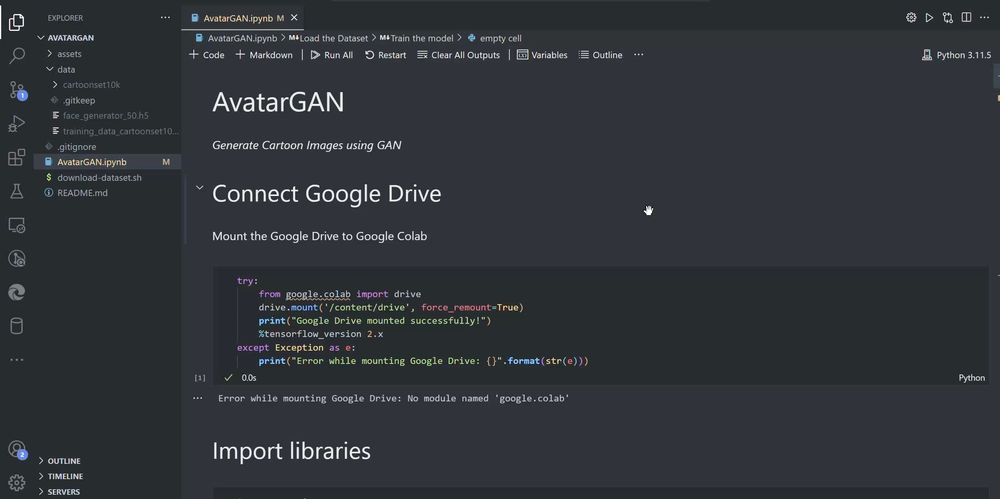 EXPLORER
AVATARGAN
assets
data
cartoonset10k
.gitkeep
face_generator_50.h5
training_data_cartoonset10...
.gitignore
AvatarGAN.ipynb M
download-dataset.sh
README.md
OUTLINE
TIMELINE
SERVERS
1
2
AvatarGAN.ipynb M
AvatarGAN.ipynb > M↓Load the Dataset > M↓Train the model > empty cell
+ Code + Markdown | Run All Restart Clear All Outputs | Variables Outline ... Python 3.11.5
AvatarGAN
Generate Cartoon Images using GAN
Connect Google Drive
Mount the Google Drive to Google Colab
try:
    from google.colab import drive
    drive.mount('/content/drive', force_remount=True)
    print("Google Drive mounted successfully!")
    %tensorflow_version 2.x
except Exception as e:
    print("Error while mounting Google Drive: {}".format(str(e)))
[1] ✓ 0.0s Python
... Error while mounting Google Drive: No module named 'google.colab'
Import libraries